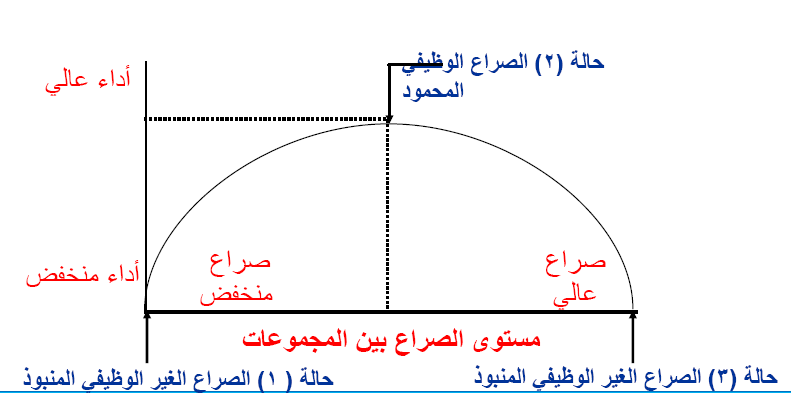 حالة (٢) الصراع الوظيفي
المحمود
أداء عالي
صراع
منخفض
صراع
عالي
أداء منخفض
مستوى الصراع بين المجموعات
حالة (٣) الصراع الغير الوظيفي المنبوذ
حالة ( ١) الصراع الغير الوظيفي المنبوذ